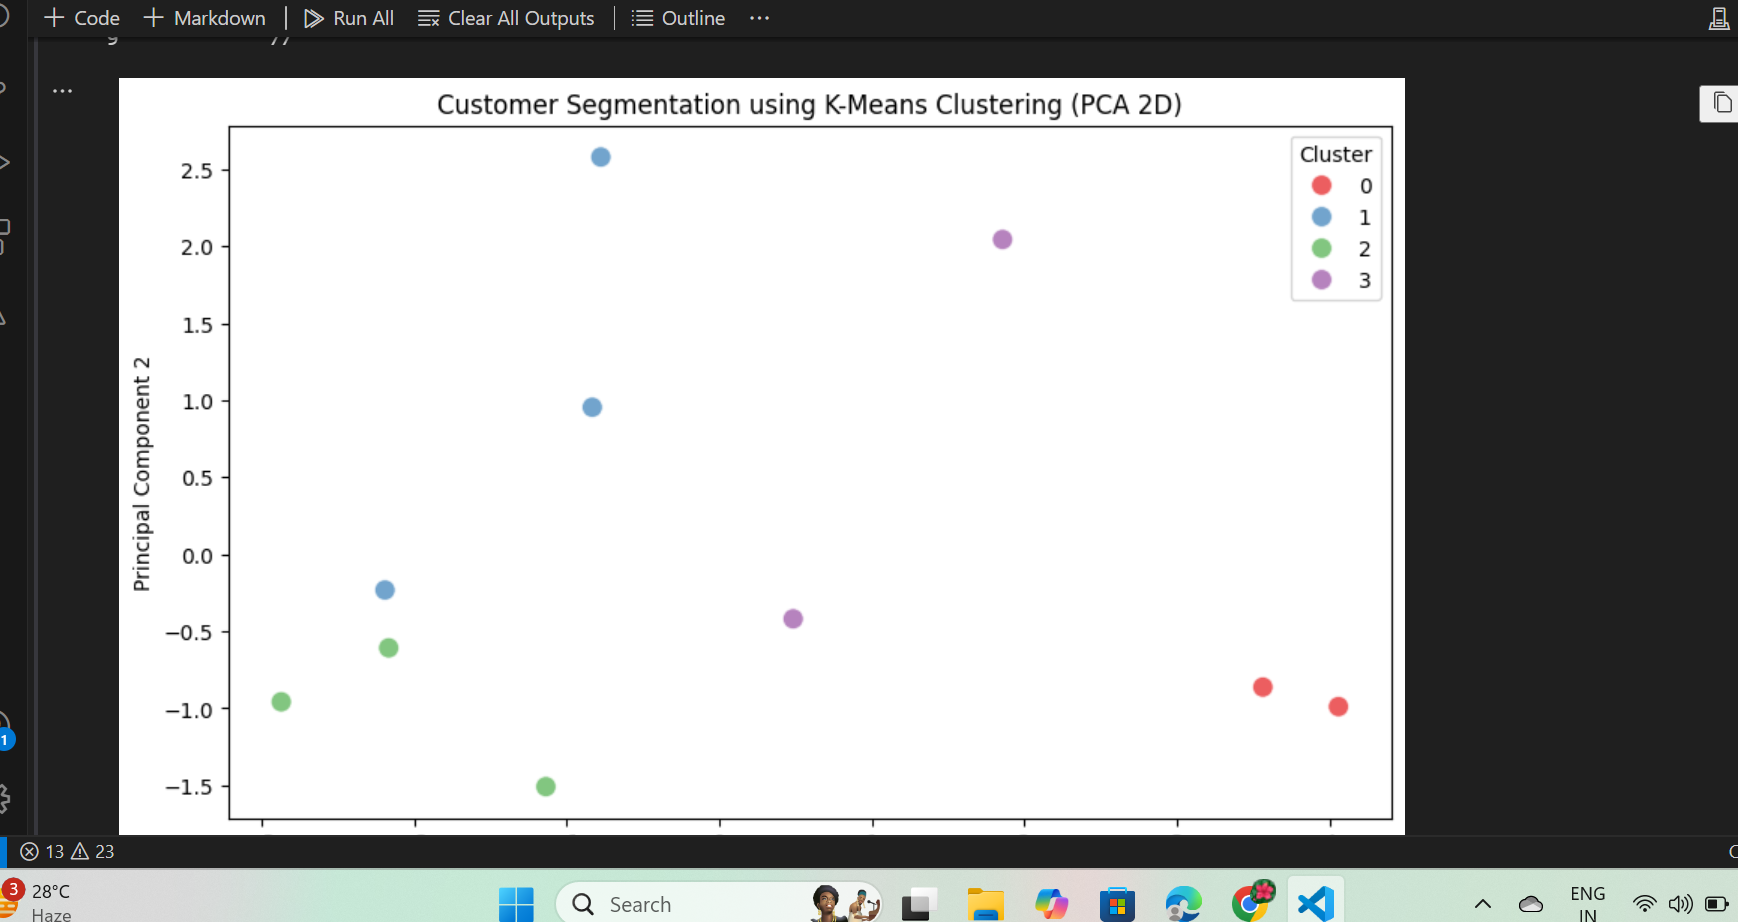 Code Markdown Run All Clear All Outputs Outline ...
...
Customer Segmentation using K-Means Clustering (PCA 2D)
Cluster
0
1
2
3
2.5
2.0
1.5
1.0
0.5
0.0
−0.5
−1.0
−1.5
Principal Component 2
1
13 23
3
28°C
Haze
Search
ENG
IN